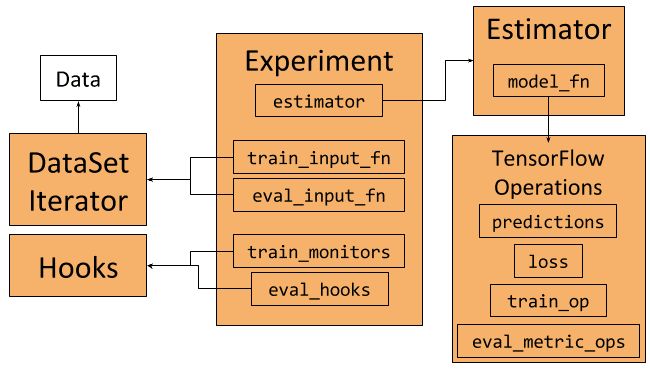 Data
DataSet
Iterator
Hooks
Experiment
estimator
train_input_fn
eval_input_fn
train_monitors
eval_hooks
Estimator
model_fn
TensorFlow
Operations
predictions
loss
train_op
eval_metric_ops